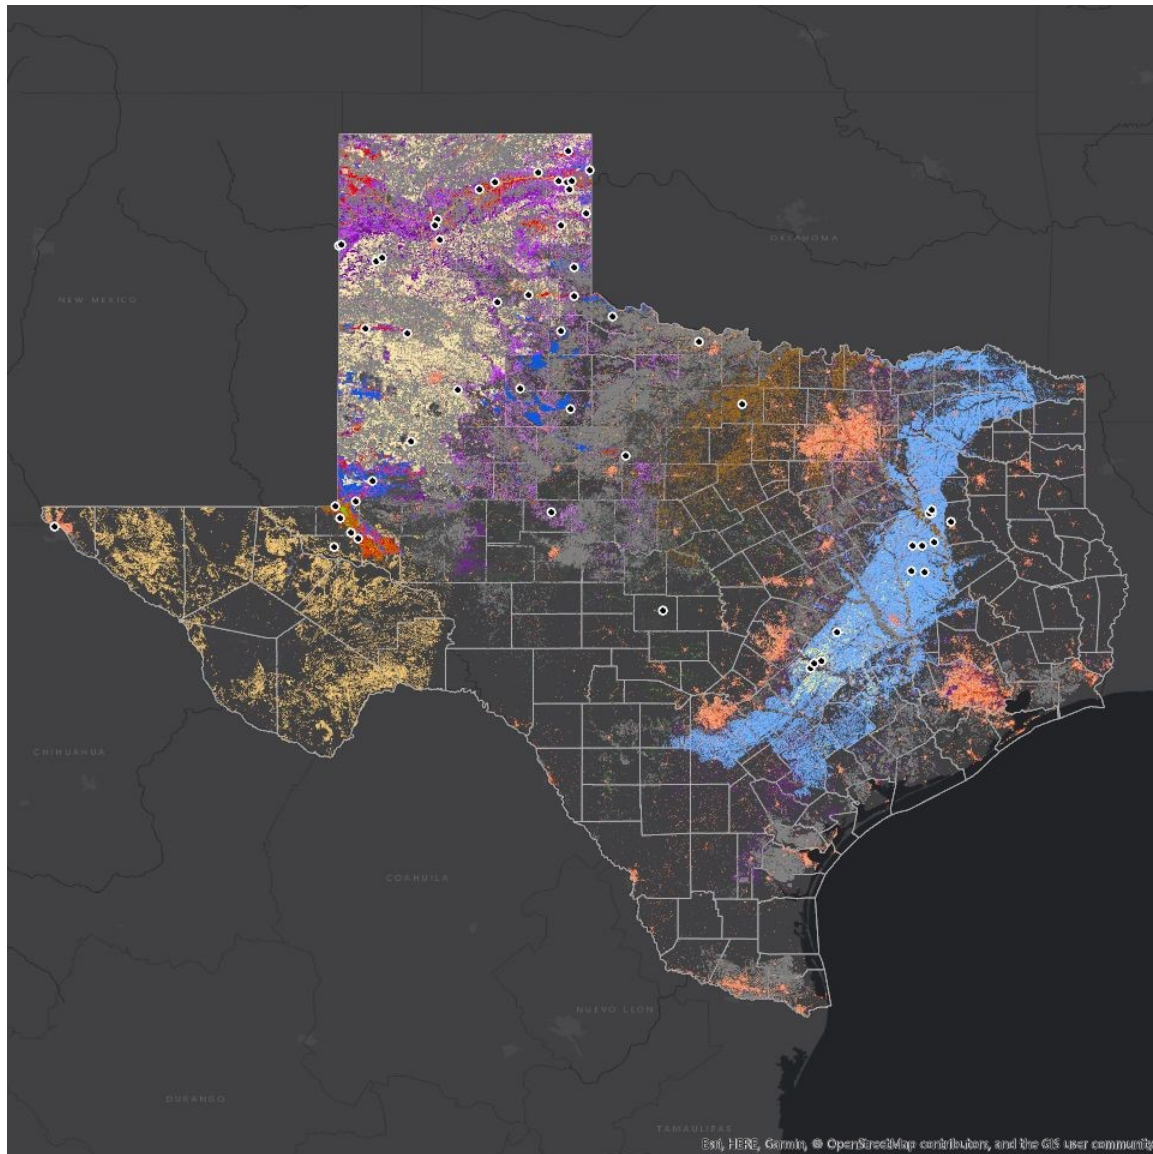 OKLAHOMA
NEW MEXICO
CHIHUAHUA
COAHUILA
NUEVO LEON
DURANGO
TAMAULIPAS
Esri, HERE, Garmin, © OpenStreetMap contributors, and the GIS user community